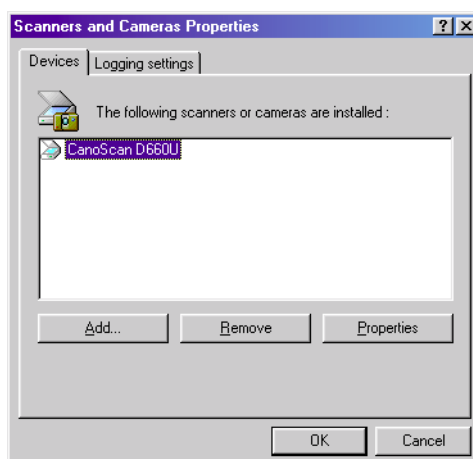 Scanners and Cameras Properties
Devices
Logging settings
The following scanners or cameras are installed :
CanoScan D660U
Add...
Remove
Properties
OK
Cancel